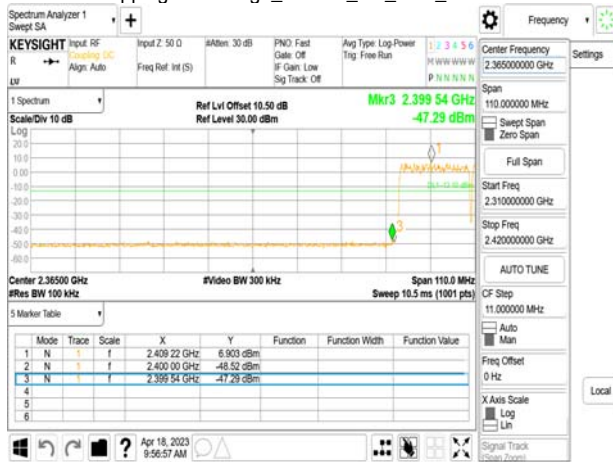 Spectrum Analyzer 1
Swept SA
Frequency
KEYSIGHT Input: RF Input Z: 50 Ω #Atten: 30 dB PNO: Fast Avg Type: Log-Power 1 2 3 4 5 6
R Coupling: DC Gate: Off Trig: Free Run M W W W W W
Align: Auto Freq Ref: Int (S) IF Gain: Low
LXI Sig Track: Off P N N N N N
1 Spectrum Ref Lvl Offset 10.50 dB Mkr3 2.399 54 GHz
Scale/Div 10 dB Ref Level 30.00 dBm -47.29 dBm
Log
20.0
10.0
0.00
-10.0
-20.0
-30.0
-40.0
-50.0
-60.0
1
3
Center 2.36500 GHz #Video BW 300 kHz Span 110.0 MHz
#Res BW 100 kHz Sweep 10.5 ms (1001 pts)
5 Marker Table
Mode Trace Scale X Y Function Function Width Function Value
1 N 1 f 2.409 22 GHz 6.903 dBm
2 N 1 f 2.400 00 GHz -48.52 dBm
3 N 1 f 2.399 54 GHz -47.29 dBm
4
5
6
Apr 18, 2023
9:56:57 AM
Center Frequency
2.365000000 GHz
Settings
Span
110.000000 MHz
Swept Span
Zero Span
Full Span
Start Freq
2.310000000 GHz
Stop Freq
2.420000000 GHz
AUTO TUNE
CF Step
11.000000 MHz
Auto
Man
Freq Offset
0 Hz
X Axis Scale
Log
Lin
Local
Signal Track
(Span Zoom)